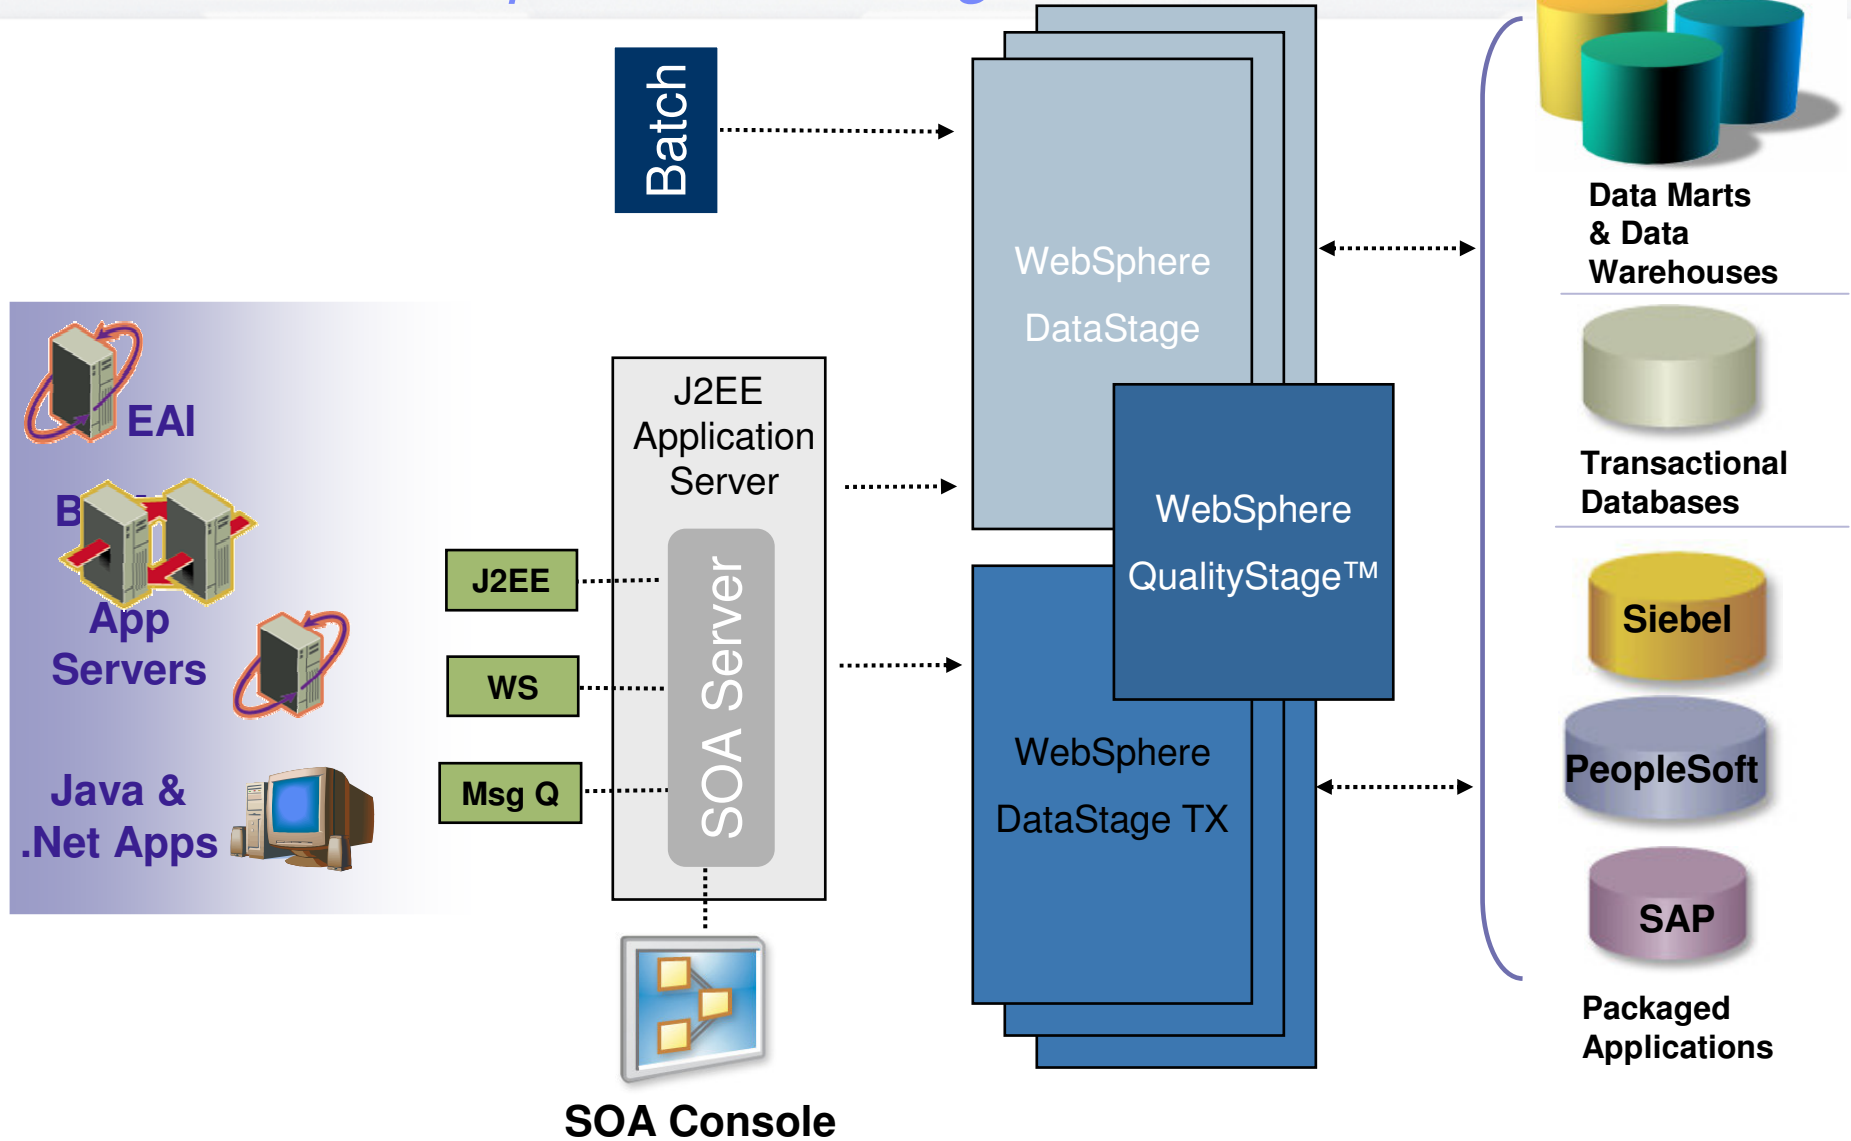 Batch
WebSphere
DataStage
Data Marts
& Data
Warehouses
EAI
J2EE
Application
Server
Transactional
Databases
WebSphere
QualityStage™
App
Servers
J2EE
WS
Msg Q
SOA Server
Siebel
PeopleSoft
SAP
Java &
.Net Apps
WebSphere
DataStage TX
Packaged
Applications
SOA Console